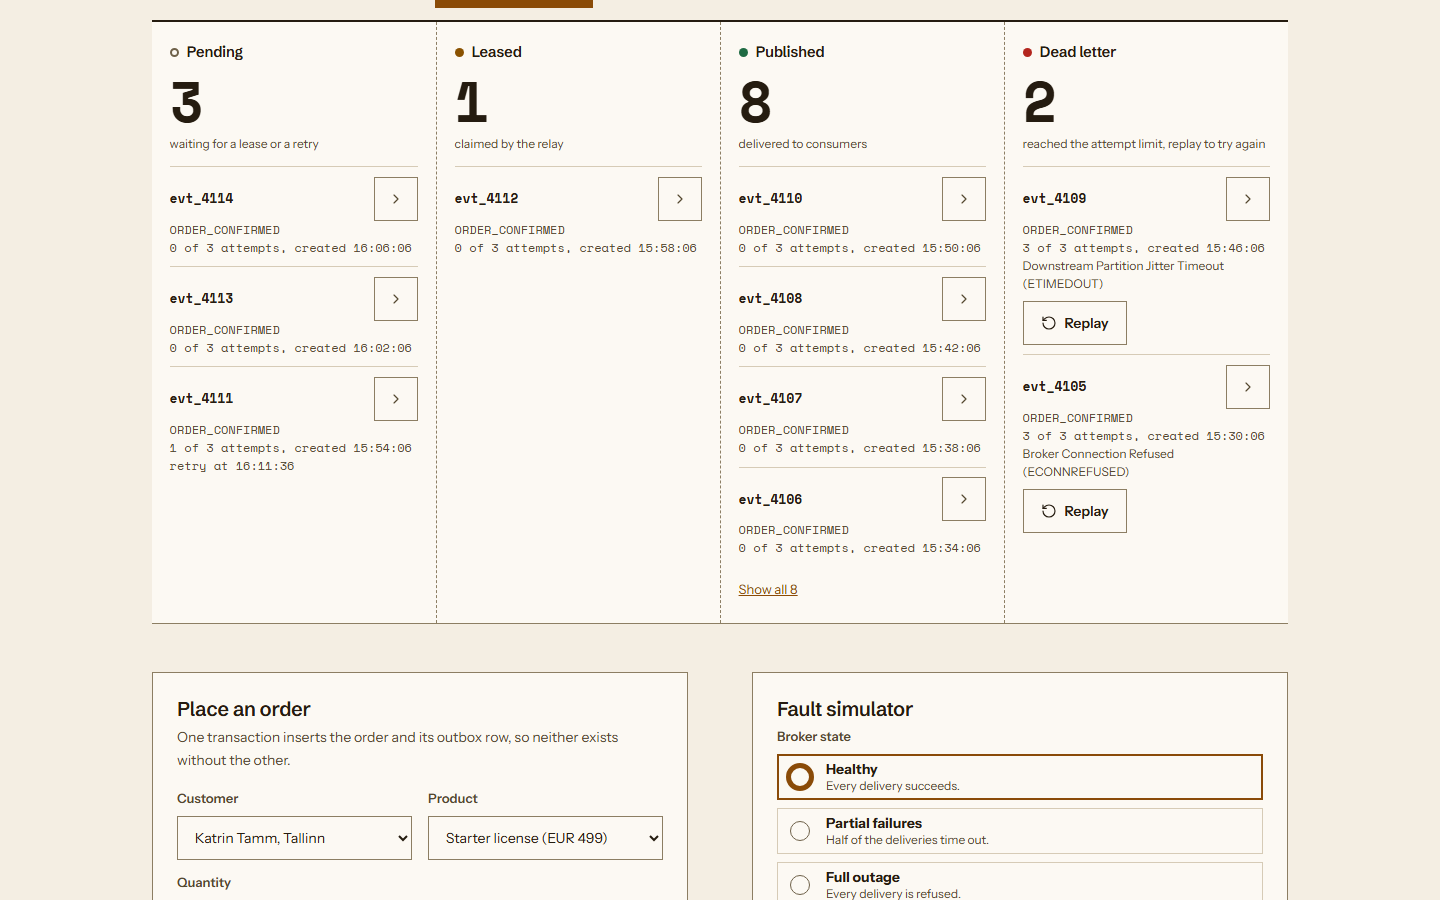 Pending
3
waiting for a lease or a retry
evt_4114
ORDER_CONFIRMED
0 of 3 attempts, created 16:06:06
evt_4113
ORDER_CONFIRMED
0 of 3 attempts, created 16:02:06
evt_4111
ORDER_CONFIRMED
1 of 3 attempts, created 15:54:06
retry at 16:11:36
Leased
1
claimed by the relay
evt_4112
ORDER_CONFIRMED
0 of 3 attempts, created 15:58:06
Published
8
delivered to consumers
evt_4110
ORDER_CONFIRMED
0 of 3 attempts, created 15:50:06
evt_4108
ORDER_CONFIRMED
0 of 3 attempts, created 15:42:06
evt_4107
ORDER_CONFIRMED
0 of 3 attempts, created 15:38:06
evt_4106
ORDER_CONFIRMED
0 of 3 attempts, created 15:34:06
Show all 8
Dead letter
2
reached the attempt limit, replay to try again
evt_4109
ORDER_CONFIRMED
3 of 3 attempts, created 15:46:06
Downstream Partition Jitter Timeout
(ETIMEDOUT)
Replay
evt_4105
ORDER_CONFIRMED
3 of 3 attempts, created 15:30:06
Broker Connection Refused
(ECONNREFUSED)
Replay
Place an order
One transaction inserts the order and its outbox row, so neither exists
without the other.
Customer
Katrin Tamm, Tallinn
Product
Starter license (EUR 499)
Quantity
Fault simulator
Broker state
Healthy
Every delivery succeeds.
Partial failures
Half of the deliveries time out.
Full outage
Every delivery is refused.